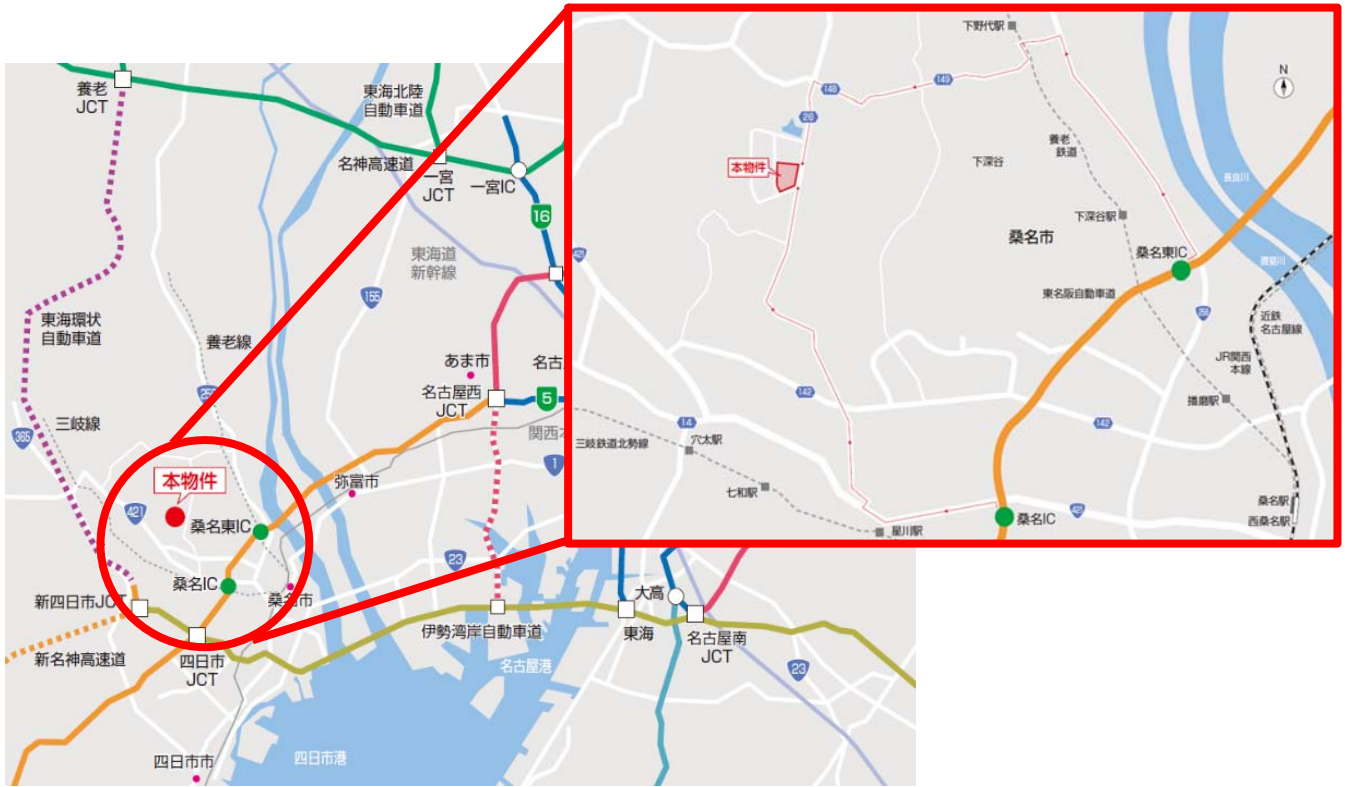 養老
JCT
東海北陸
自動車道
名神高速道
一宮
JCT
一宮IC
16
東海道
新幹線
155
東海環状
自動車道
養老線
258
あま市
名古屋西
JCT
5
三岐線
365
1
弥富市
本物件
421
桑名東IC
23
桑名IC
桑名市
新四日市JCT
新名神高速道
四日市
JCT
伊勢湾岸自動車道
東海
大高
名古屋南
JCT
23
名古屋港
四日市港
四日市市
下野代駅
N
148
149
26
養老
鉄道
下深谷
本物件
長良川
下深谷駅
桑名市
421
桑名東IC
揖斐川
東名阪自動車道
258
近鉄
名古屋線
JR関西
本線
142
播磨駅
14
142
三岐鉄道北勢線
穴太駅
七和駅
桑名駅
西桑名駅
星川駅
桑名IC
421